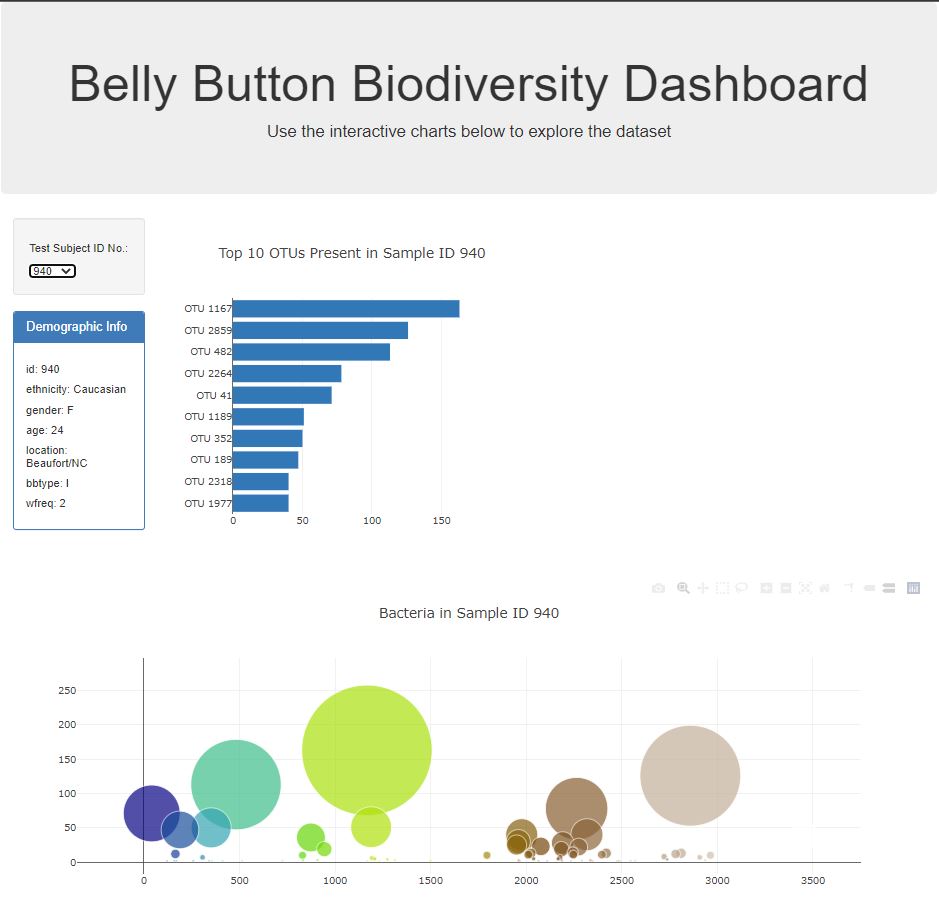 Belly Button Biodiversity Dashboard
Use the interactive charts below to explore the dataset
Test Subject ID No.:
940
Demographic Info
id: 940
ethnicity: Caucasian
gender: F
age: 24
location:
Beaufort/NC
bbtype: I
wfreq: 2
Top 10 OTUs Present in Sample ID 940
OTU 1167
OTU 2859
OTU 482
OTU 2264
OTU 41
OTU 1189
OTU 352
OTU 189
OTU 2318
OTU 1977
0 50 100 150
Bacteria in Sample ID 940
250
200
150
100
50
0
0 500 1000 1500 2000 2500 3000 3500